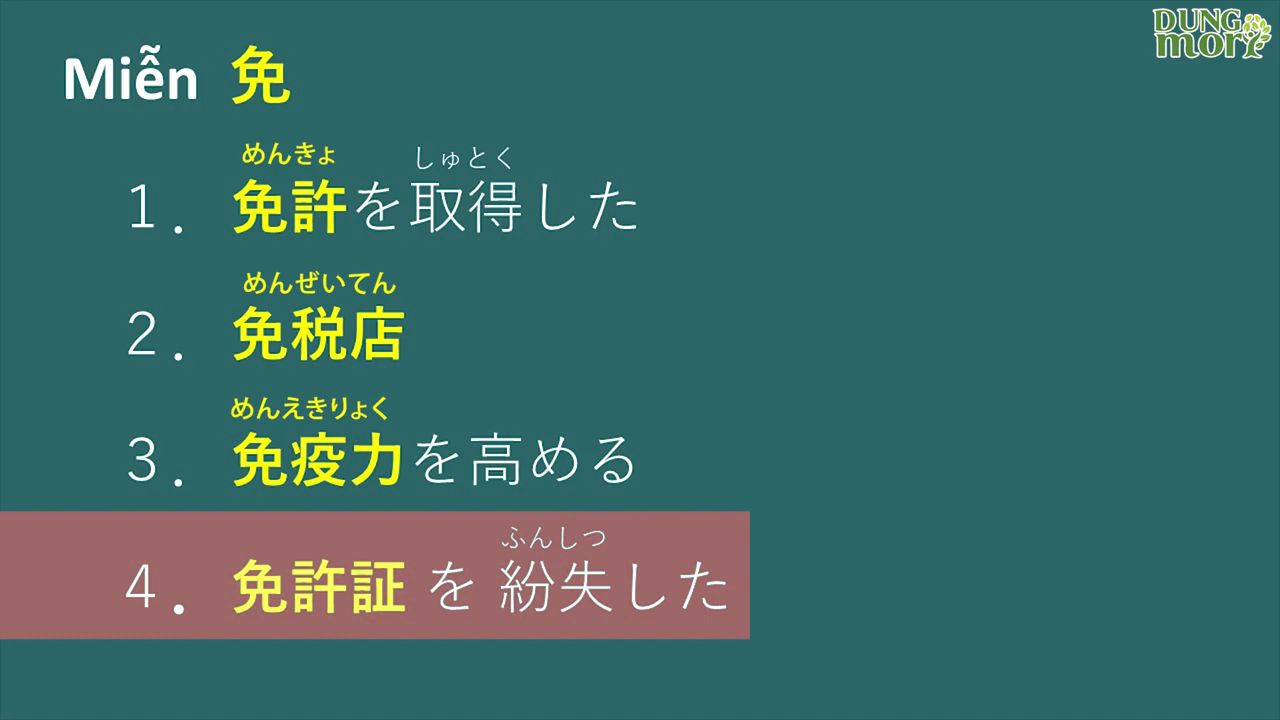 DUNG
mori
Miễn 免
めんきょ しゅとく
1. 免許を取得した
めんぜいてん
2. 免税店
めんえきりょく
3. 免疫力を高める
ふんしつ
4. 免許証 を 紛失した